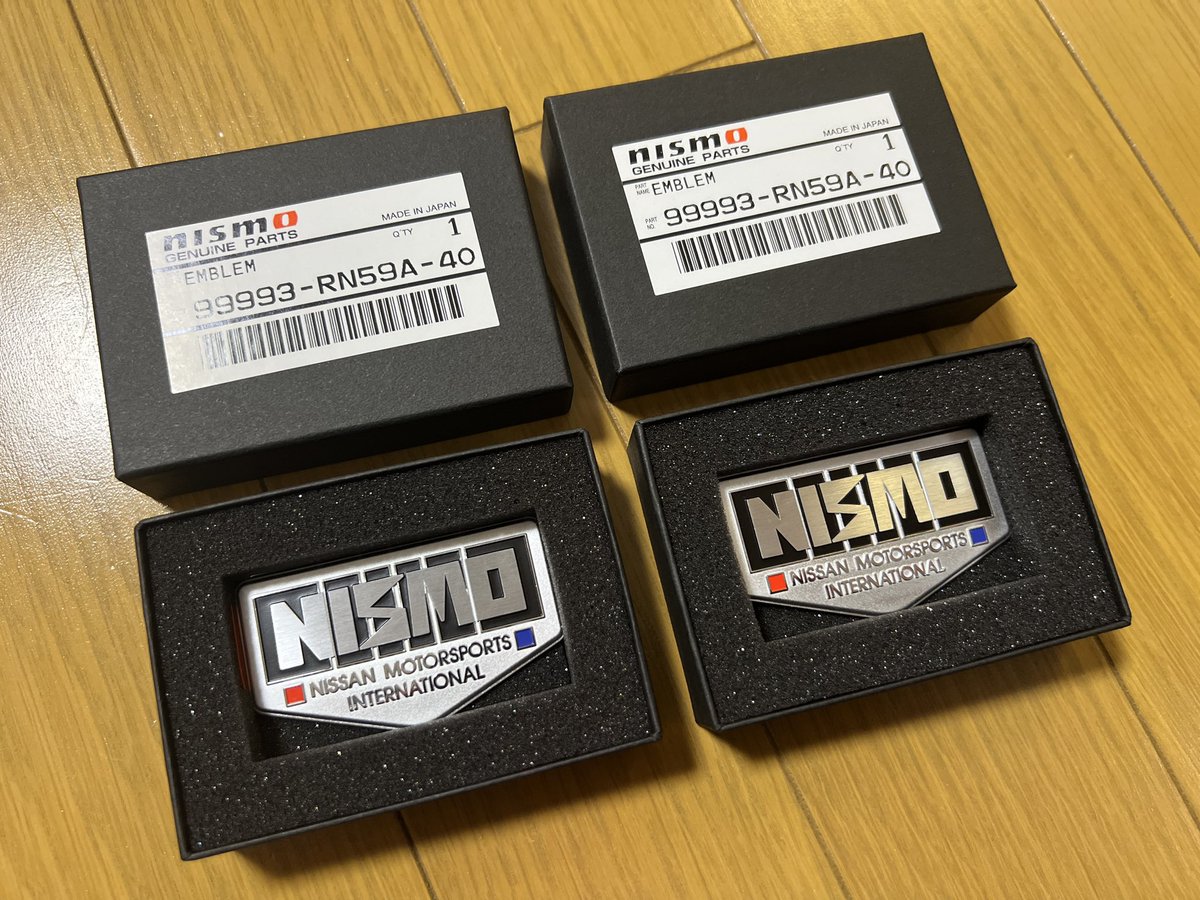 nismo
GENUINE PARTS
MADE IN JAPAN
Q'TY 1
EMBLEM
99993-RN59A-40
nismo
GENUINE PARTS
MADE IN JAPAN
Q'TY 1
PART NAME EMBLEM
PART NO. 99993-RN59A-40
NISMO
NISSAN MOTORSPORTS
INTERNATIONAL
NISMO
NISSAN MOTORSPORTS
INTERNATIONAL